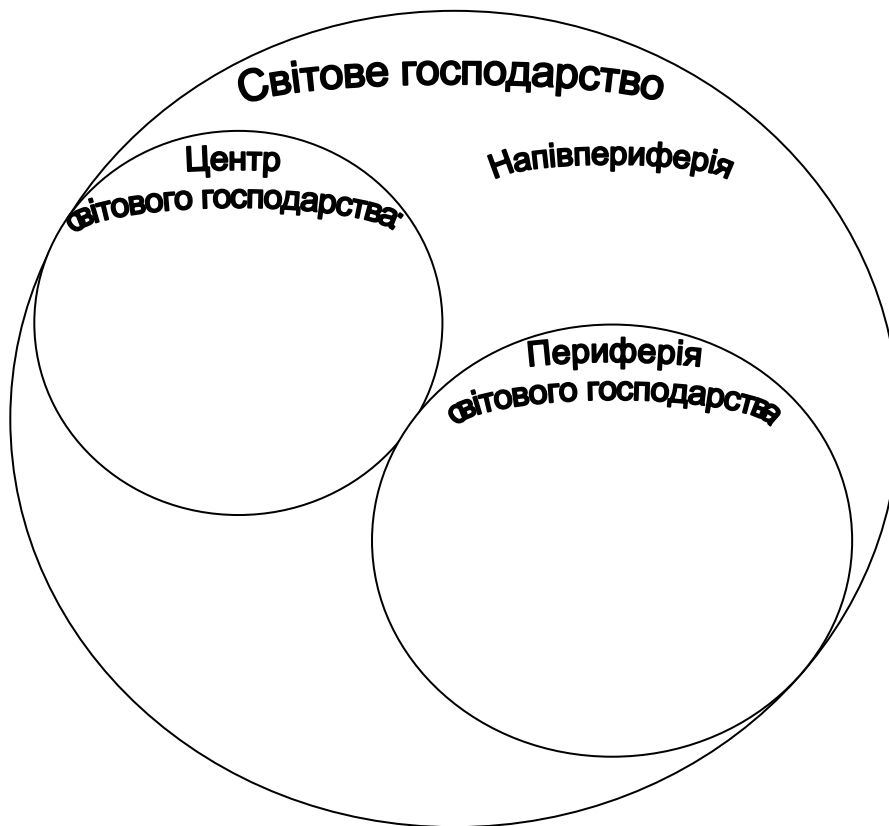 Світове господарство
Напівпериферія
Центр
світового господарства:
Периферія
світового господарства